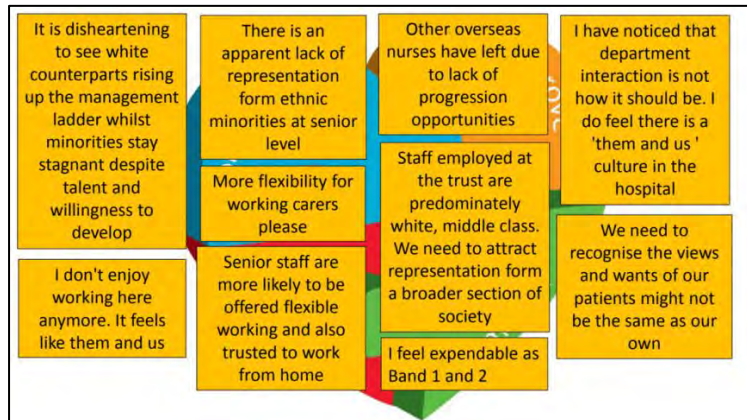 It is disheartening
to see white
counterparts rising
up the management
ladder whilst
minorities stay
stagnant despite
talent and
willingness to
develop
I don't enjoy
working here
anymore. It feels
like them and us
There is an
apparent lack of
representation
form ethnic
minorities at senior
level
More flexibility for
working carers
please
Senior staff are
more likely to be
offered flexible
working and also
trusted to work
from home
Other overseas
nurses have left due
to lack of
progression
opportunities
Staff employed at
the trust are
predominately
white, middle class.
We need to attract
representation form
a broader section of
society
I feel expendable as
Band 1 and 2
I have noticed that
department
interaction is not
how it should be. I
do feel there is a
'them and us '
culture in the
hospital
We need to
recognise the views
and wants of our
patients might not
be the same as our
own